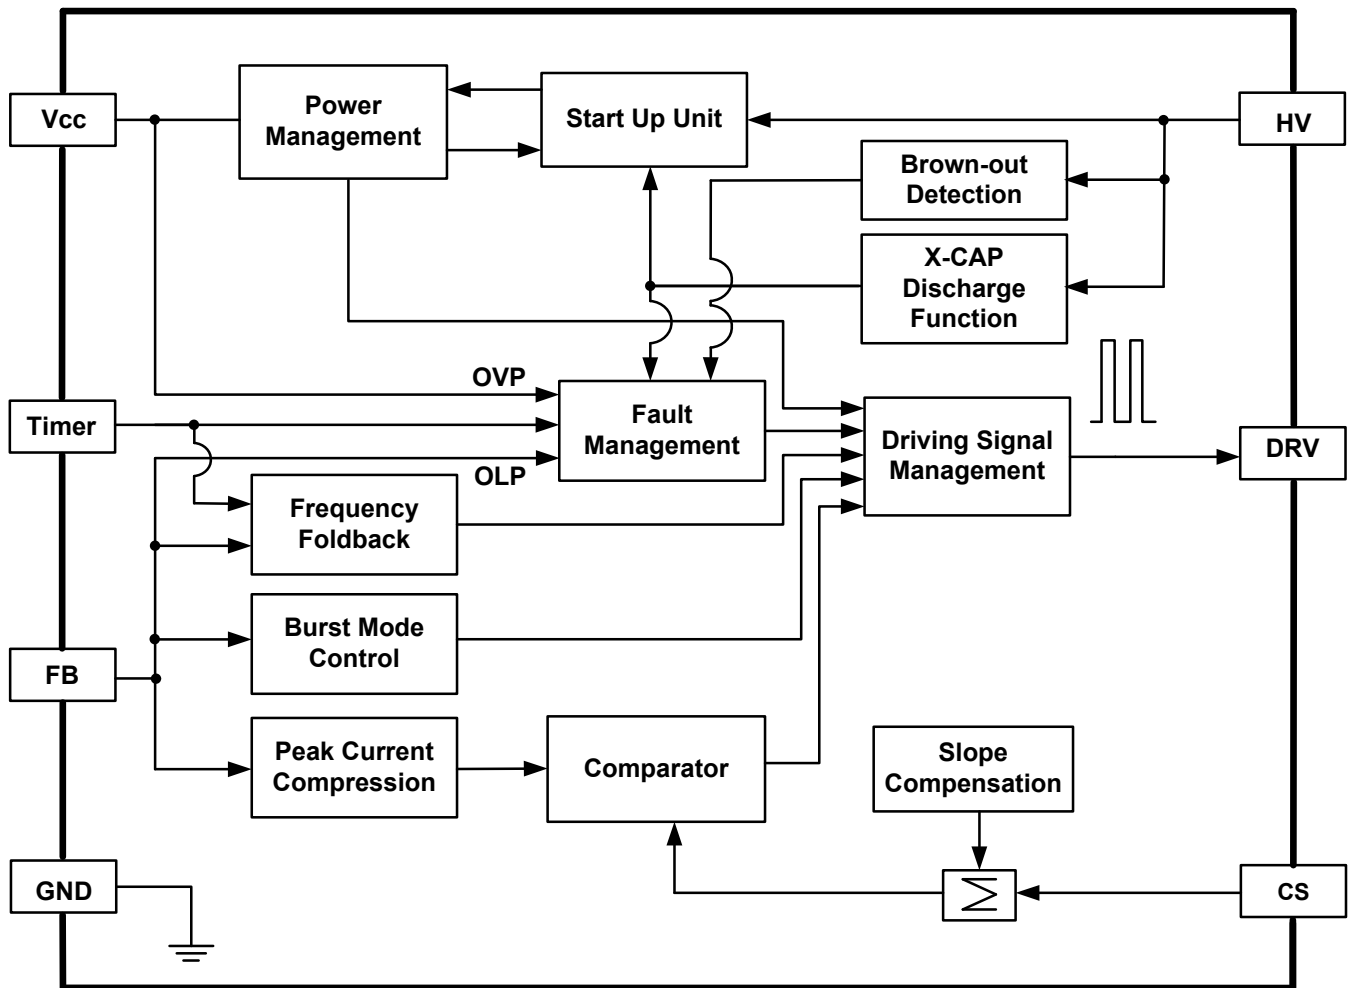 Vcc
Power
Management
Start Up Unit
HV
Brown-out
Detection
X-CAP
Discharge
Function
OVP
Timer
Fault
Management
Driving Signal
Management
DRV
OLP
Frequency
Foldback
Burst Mode
Control
FB
Peak Current
Compression
Comparator
Slope
Compensation
GND
Σ
CS